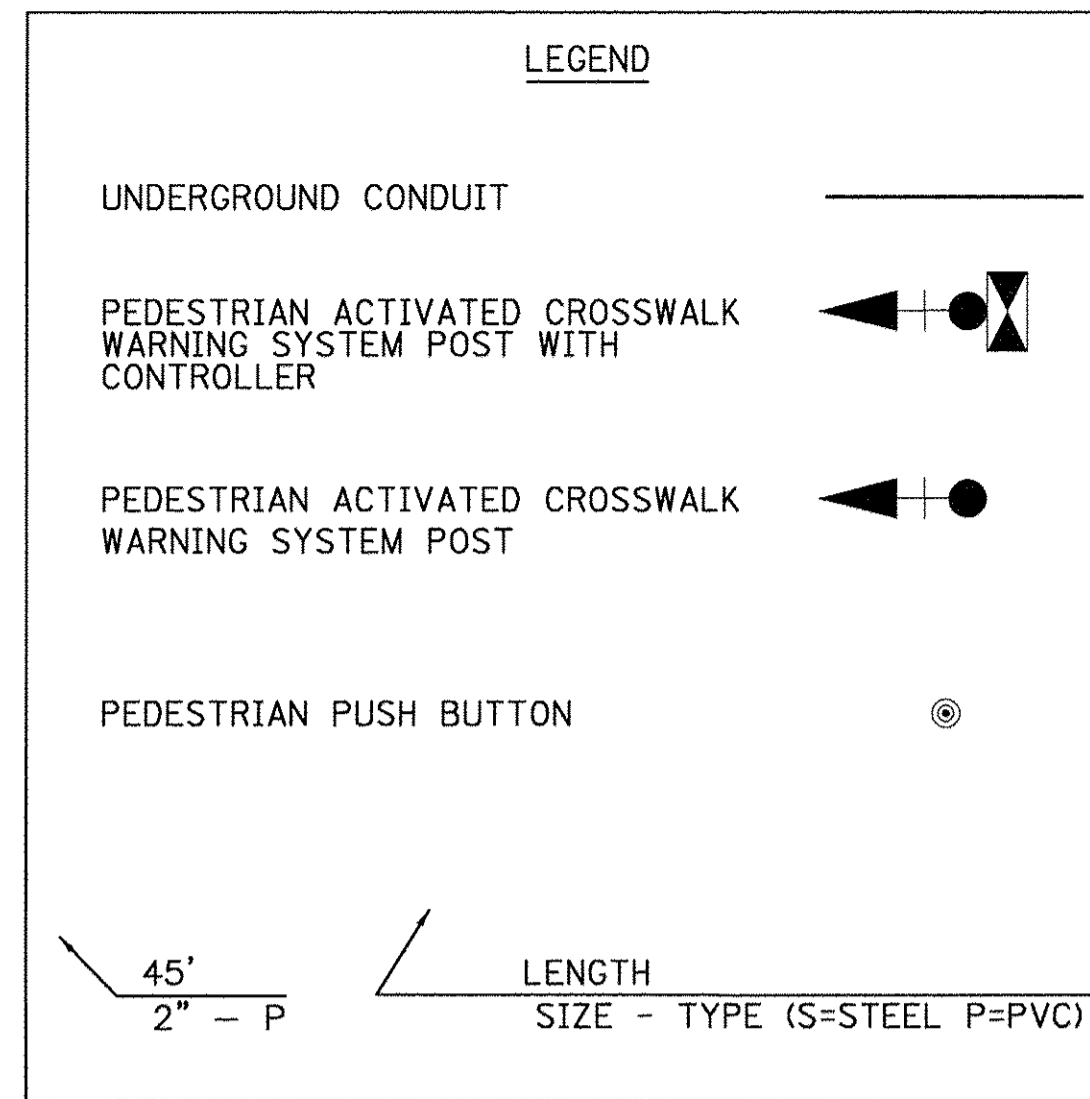 LEGEND
UNDERGROUND CONDUIT
PEDESTRIAN ACTIVATED CROSSWALK
WARNING SYSTEM POST WITH
CONTROLLER
PEDESTRIAN ACTIVATED CROSSWALK
WARNING SYSTEM POST
PEDESTRIAN PUSH BUTTON
45'
2" - P
LENGTH
SIZE - TYPE (S=STEEL P=PVC)